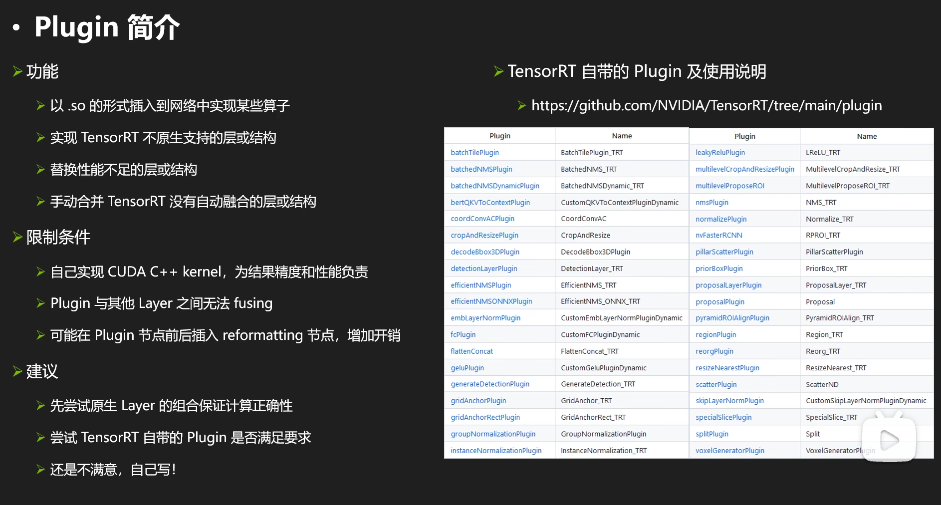 • Plugin 简介
➢功能
➢以 .so 的形式插入到网络中实现某些算子
➢实现 TensorRT 不原生支持的层或结构
➢替换性能不足的层或结构
➢手动合并 TensorRT 没有自动融合的层或结构
➢限制条件
➢自己实现 CUDA C++ kernel，为结果精度和性能负责
➢Plugin 与其他 Layer 之间无法 fusing
➢可能在 Plugin 节点前后插入 reformatting 节点，增加开销
➢建议
➢先尝试原生 Layer 的组合保证计算正确性
➢尝试 TensorRT 自带的 Plugin 是否满足要求
➢还是不满意，自己写！
➢TensorRT 自带的 Plugin 及使用说明
➢https://github.com/NVIDIA/TensorRT/tree/main/plugin
Plugin Name Plugin Name
batchTilePlugin BatchTilePlugin_TRT leakyReluPlugin LReLU_TRT
batchedNMSPlugin BatchedNMS_TRT multilevelCropAndResizePlugin MultilevelCropAndResize_TRT
batchedNMSDynamicPlugin BatchedNMSDynamic_TRT multilevelProposeROI MultilevelProposeROI_TRT
bertQKVToContextPlugin CustomQKVToContextPluginDynamic nmsPlugin NMS_TRT
coordConvACPlugin CoordConvAC normalizePlugin Normalize_TRT
cropAndResizePlugin CropAndResize nvFasterRCNN RPROI_TRT
decodeBbox3DPlugin DecodeBbox3DPlugin pillarScatterPlugin PillarScatterPlugin
detectionLayerPlugin DetectionLayer_TRT priorBoxPlugin PriorBox_TRT
efficientNMSPlugin EfficientNMS_TRT proposalLayerPlugin ProposalLayer_TRT
efficientNMSONNXPlugin EfficientNMS_ONNX_TRT proposalPlugin Proposal
embLayerNormPlugin CustomEmbLayerNormPluginDynamic pyramidROIAlignPlugin PyramidROIAlign_TRT
fcPlugin CustomFCPluginDynamic regionPlugin Region_TRT
flattenConcat FlattenConcat_TRT reorgPlugin Reorg_TRT
geluPlugin CustomGeluPluginDynamic resizeNearestPlugin ResizeNearest_TRT
generateDetectionPlugin GenerateDetection_TRT scatterPlugin ScatterND
gridAnchorPlugin GridAnchor_TRT skipLayerNormPlugin CustomSkipLayerNormPluginDynamic
gridAnchorRectPlugin GridAnchorRect_TRT specialSlicePlugin SpecialSlice_TRT
groupNormalizationPlugin GroupNormalizationPlugin splitPlugin Split
instanceNormalizationPlugin InstanceNormalization_TRT voxelGeneratorPlugin VoxelGeneratorPlugin